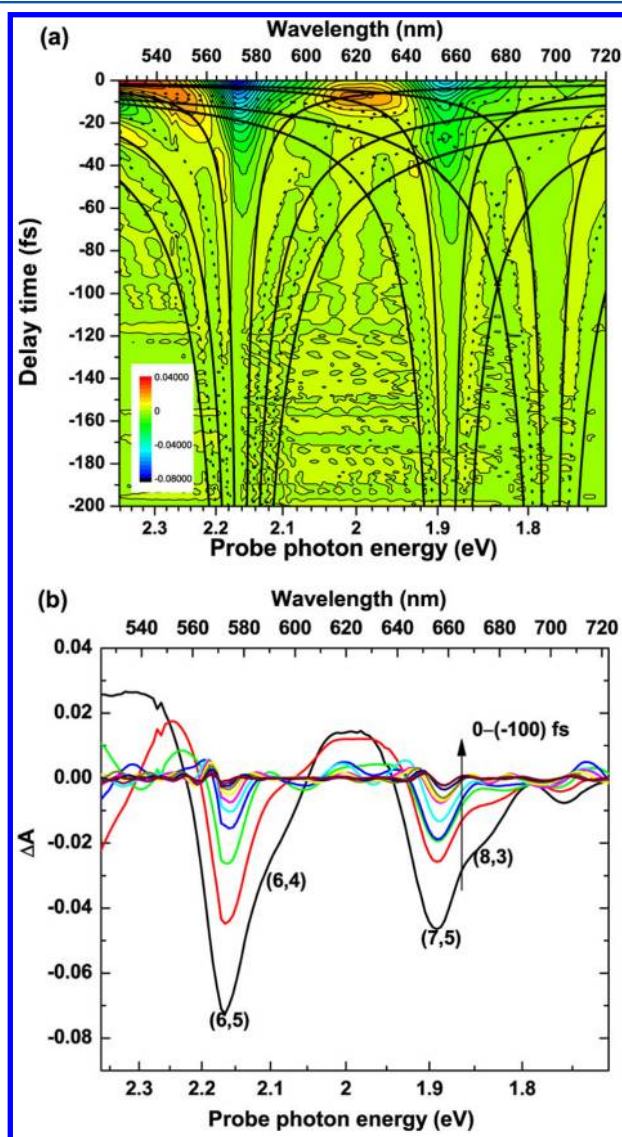 (a)
Wavelength (nm)
540 560 580 600 620 640 660 680 700 720
0
-20
-40
-60
-80
-100
-120
-140
-160
-180
-200
Delay time (fs)
0.04000
0
-0.04000
-0.08000
2.3 2.2 2.1 2 1.9 1.8
Probe photon energy (eV)
(b)
Wavelength (nm)
540 560 580 600 620 640 660 680 700 720
0.04
0.02
0.00
-0.02
-0.04
-0.06
-0.08
ΔA
0–(-100) fs
(6,4)
(8,3)
(7,5)
(6,5)
2.3 2.2 2.1 2 1.9 1.8
Probe photon energy (eV)